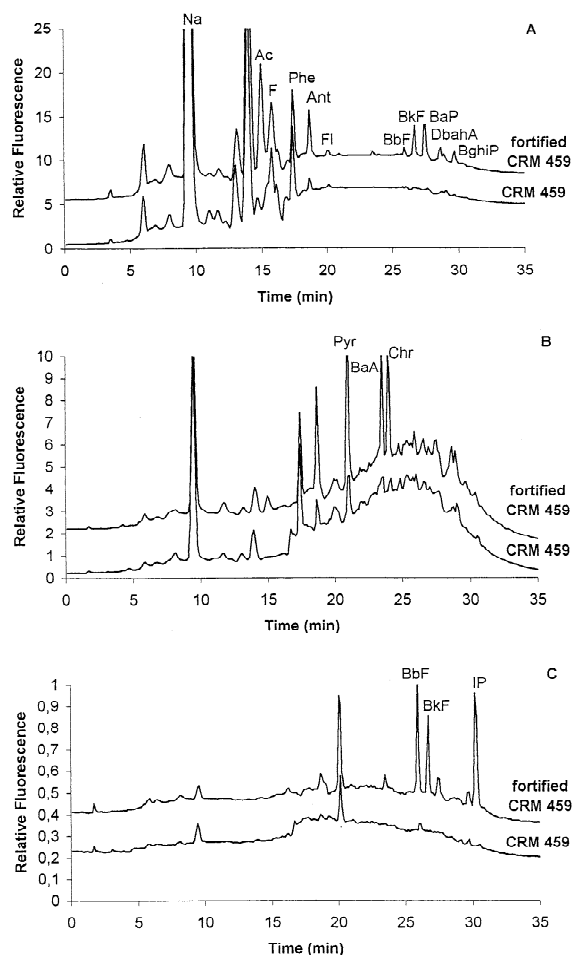 A
Relative Fluorescence
25
20
15
10
5
0
Na
Ac
F
Phe
Ant
Fl
BbF
BkF
BaP
DbahA
BghiP
fortified
CRM 459
CRM 459
0 5 10 15 20 25 30 35
Time (min)
B
Relative Fluorescence
10
9
8
7
6
5
4
3
2
1
0
Pyr
BaA
Chr
fortified
CRM 459
CRM 459
0 5 10 15 20 25 30 35
Time (min)
C
Relative Fluorescence
1
0,9
0,8
0,7
0,6
0,5
0,4
0,3
0,2
0,1
0
BbF
BkF
IP
fortified
CRM 459
CRM 459
0 5 10 15 20 25 30 35
Time (min)